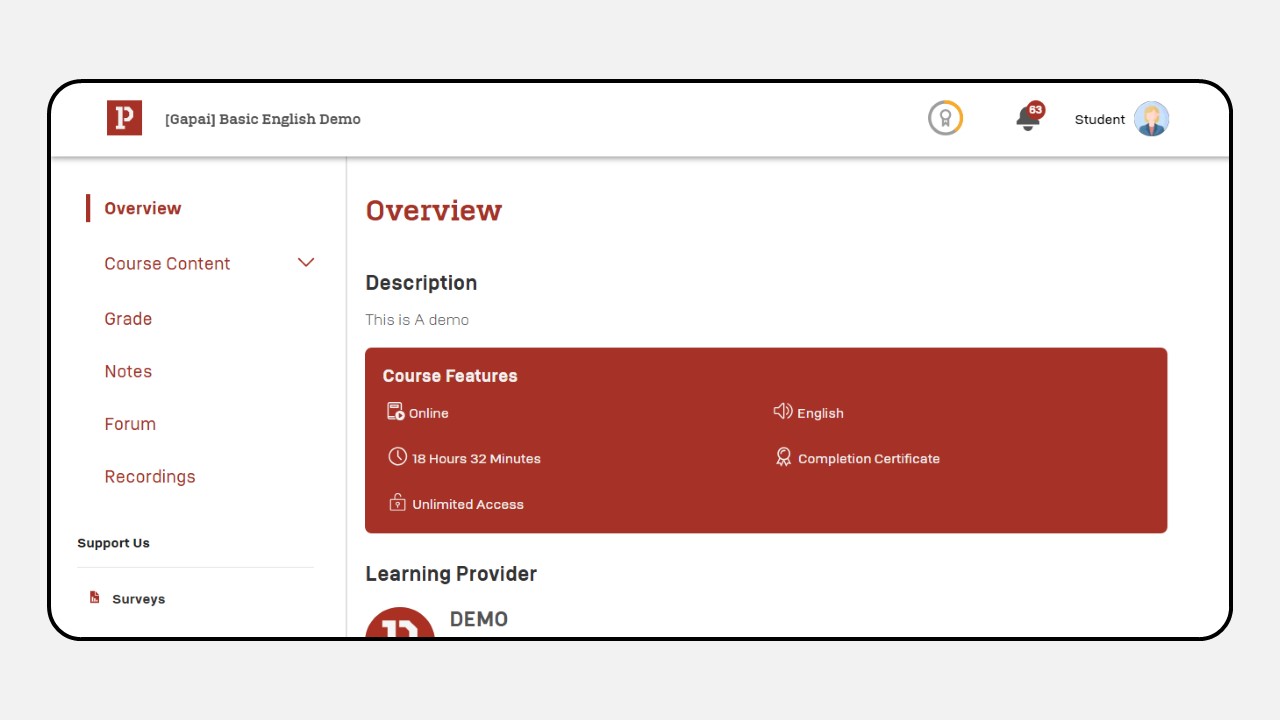 P
[Gapai] Basic English Demo
63
Student
Overview
Course Content
Grade
Notes
Forum
Recordings
Support Us
Surveys
Overview
Description
This is A demo
Course Features
Online
English
18 Hours 32 Minutes
Completion Certificate
Unlimited Access
Learning Provider
DEMO